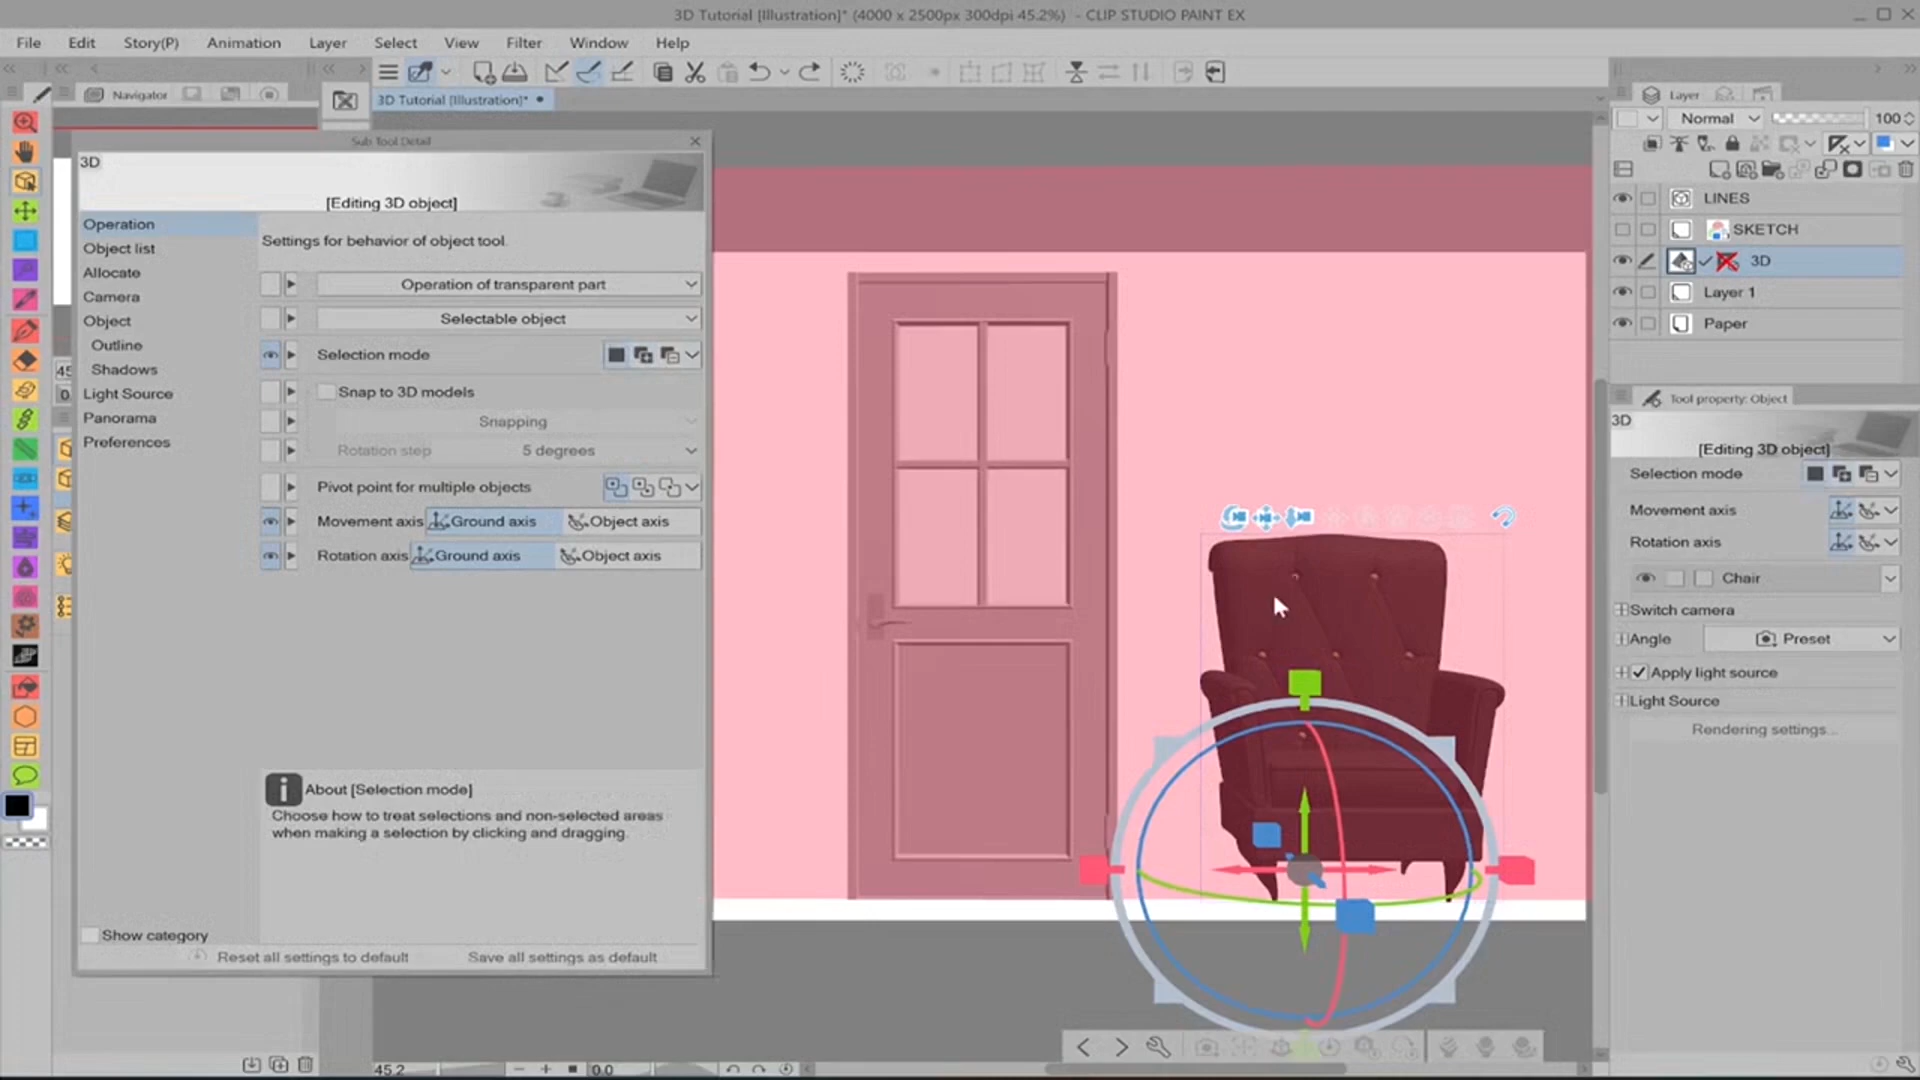 3D Tutorial [Illustration]* (4000 x 2500px 300dpi 45.2%) - CLIP STUDIO PAINT EX
File Edit Story(P) Animation Layer Select View Filter Window Help
Navigator
3D Tutorial [Illustration]*
Sub Tool Detail
3D
[Editing 3D object]
Operation
Object list
Allocate
Camera
Object
Outline
Shadows
Light Source
Panorama
Preferences
Settings for behavior of object tool.
Operation of transparent part
Selectable object
Selection mode
Snap to 3D models
Snapping
Rotation step 5 degrees
Pivot point for multiple objects
Movement axis Ground axis Object axis
Rotation axis Ground axis Object axis
About [Selection mode]
Choose how to treat selections and non-selected areas
when making a selection by clicking and dragging.
Show category
Reset all settings to default Save all settings as default
45
0
45.2 0.0
Layer
Normal 100
LINES
SKETCH
3D
Layer 1
Paper
Tool property: Object
3D
[Editing 3D object]
Selection mode
Movement axis
Rotation axis
Chair
Switch camera
Angle Preset
Apply light source
Light Source
Rendering settings...